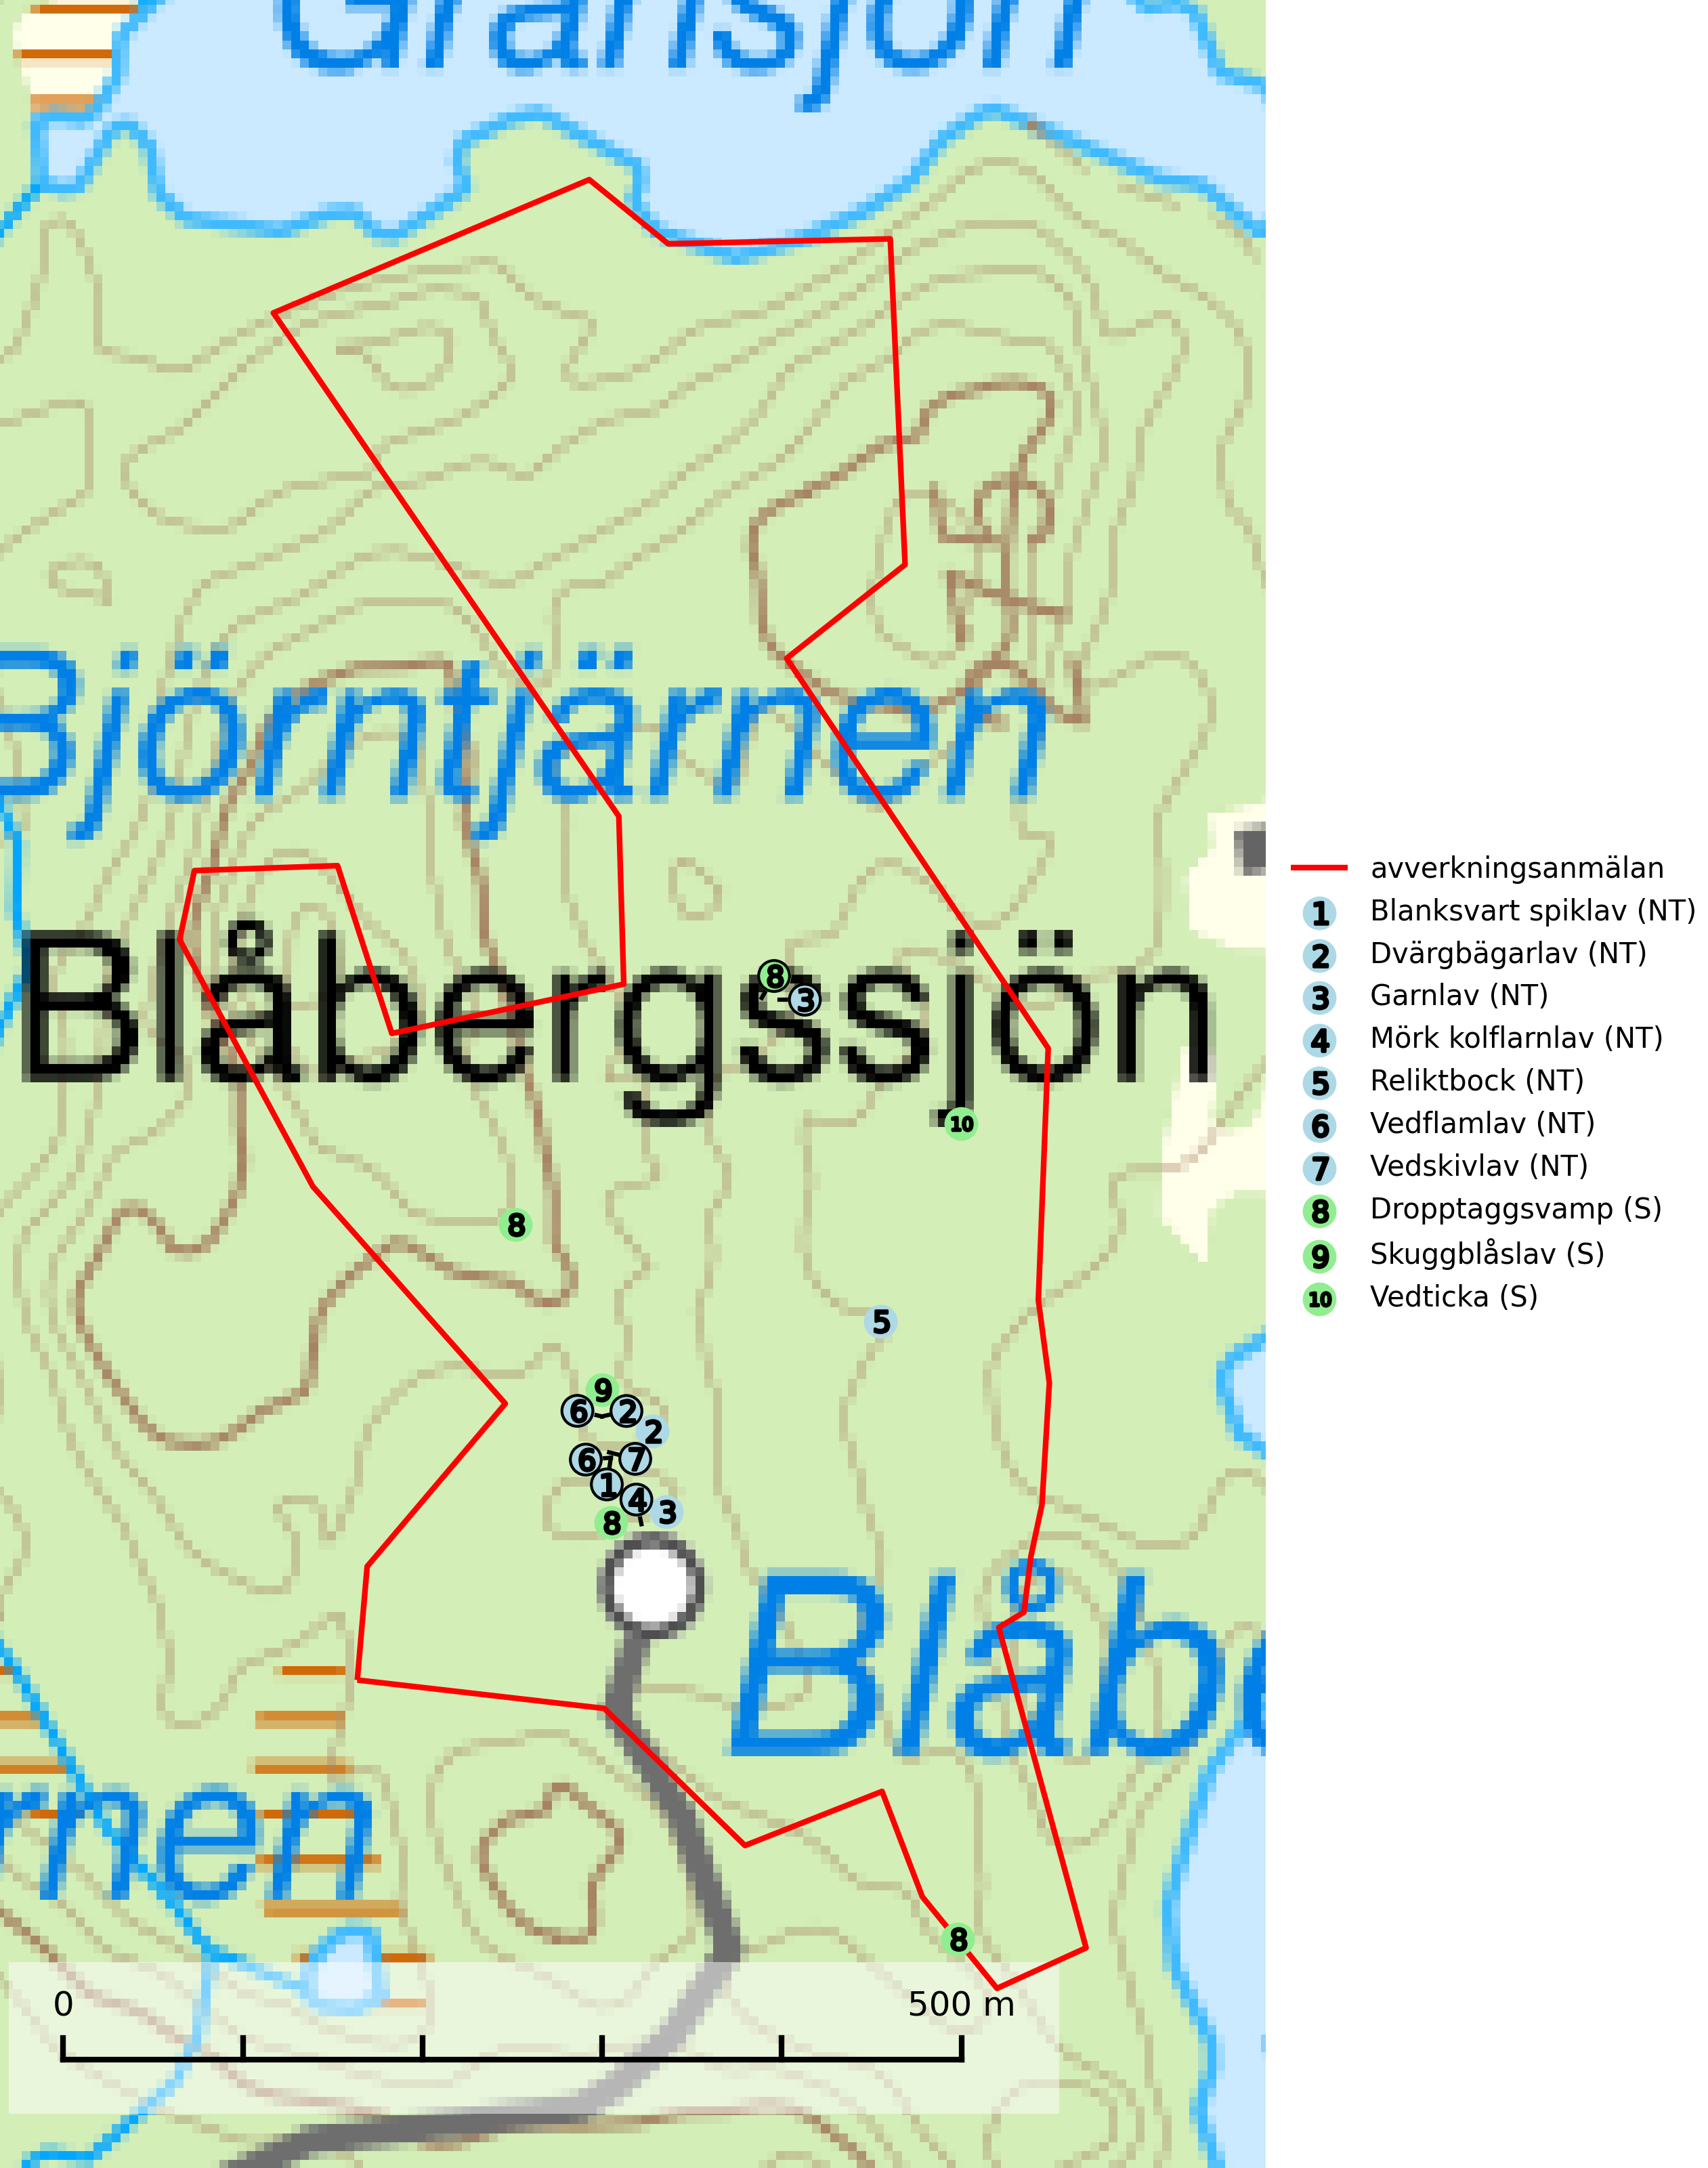 Gransjön
Björntjärnen
Blåbergssjön
8
3
10
8
5
9
6 2
2
6 7
1
4 3
8
Blåb
rnen
8
0 500 m
avverkningsanmälan
1 Blanksvart spiklav (NT)
2 Dvärgbägarlav (NT)
3 Garnlav (NT)
4 Mörk kolflarnlav (NT)
5 Reliktbock (NT)
6 Vedflamlav (NT)
7 Vedskivlav (NT)
8 Dropptaggsvamp (S)
9 Skuggblåslav (S)
10 Vedticka (S)